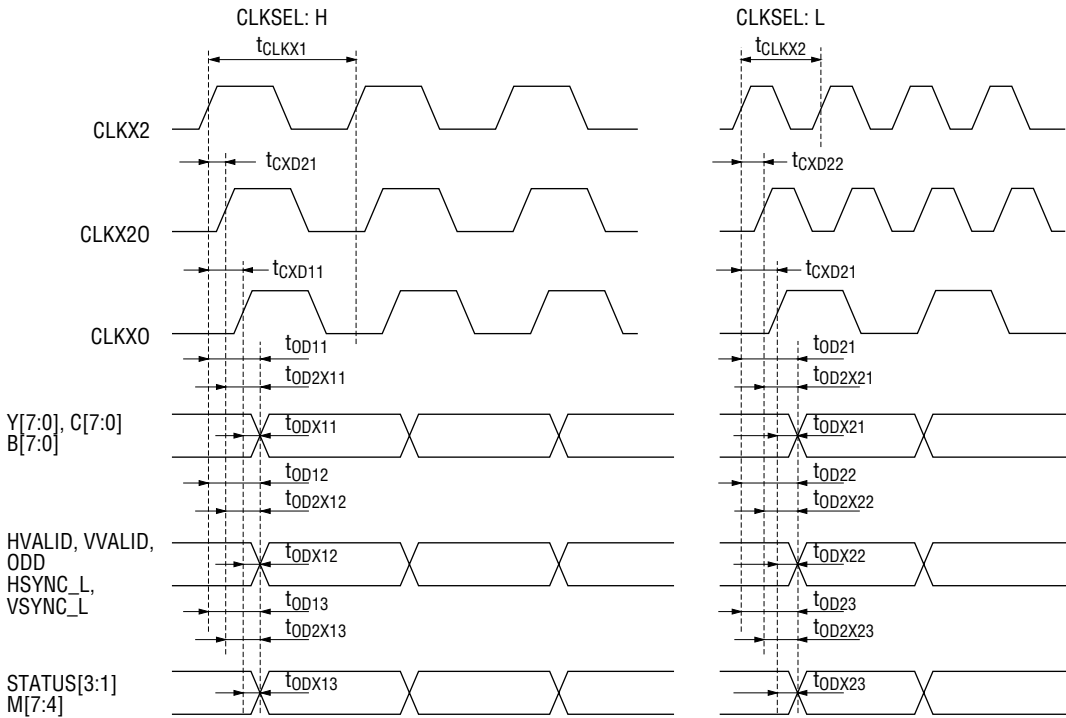 CLKSEL: H CLKSEL: L
tCLKX1 tCLKX2
CLKX2
tCXD21 tCXD22
CLKX2O
tCXD11 tCXD21
CLKXO
tOD11 tOD21
tOD2X11 tOD2X21
Y[7:0], C[7:0]
B[7:0]
tODX11 tODX21
tOD12 tOD22
tOD2X12 tOD2X22
HVALID, VVALID,
ODD
HSYNC_L,
VSYNC_L
tODX12 tODX22
tOD13 tOD23
tOD2X13 tOD2X23
STATUS[3:1]
M[7:4]
tODX13 tODX23